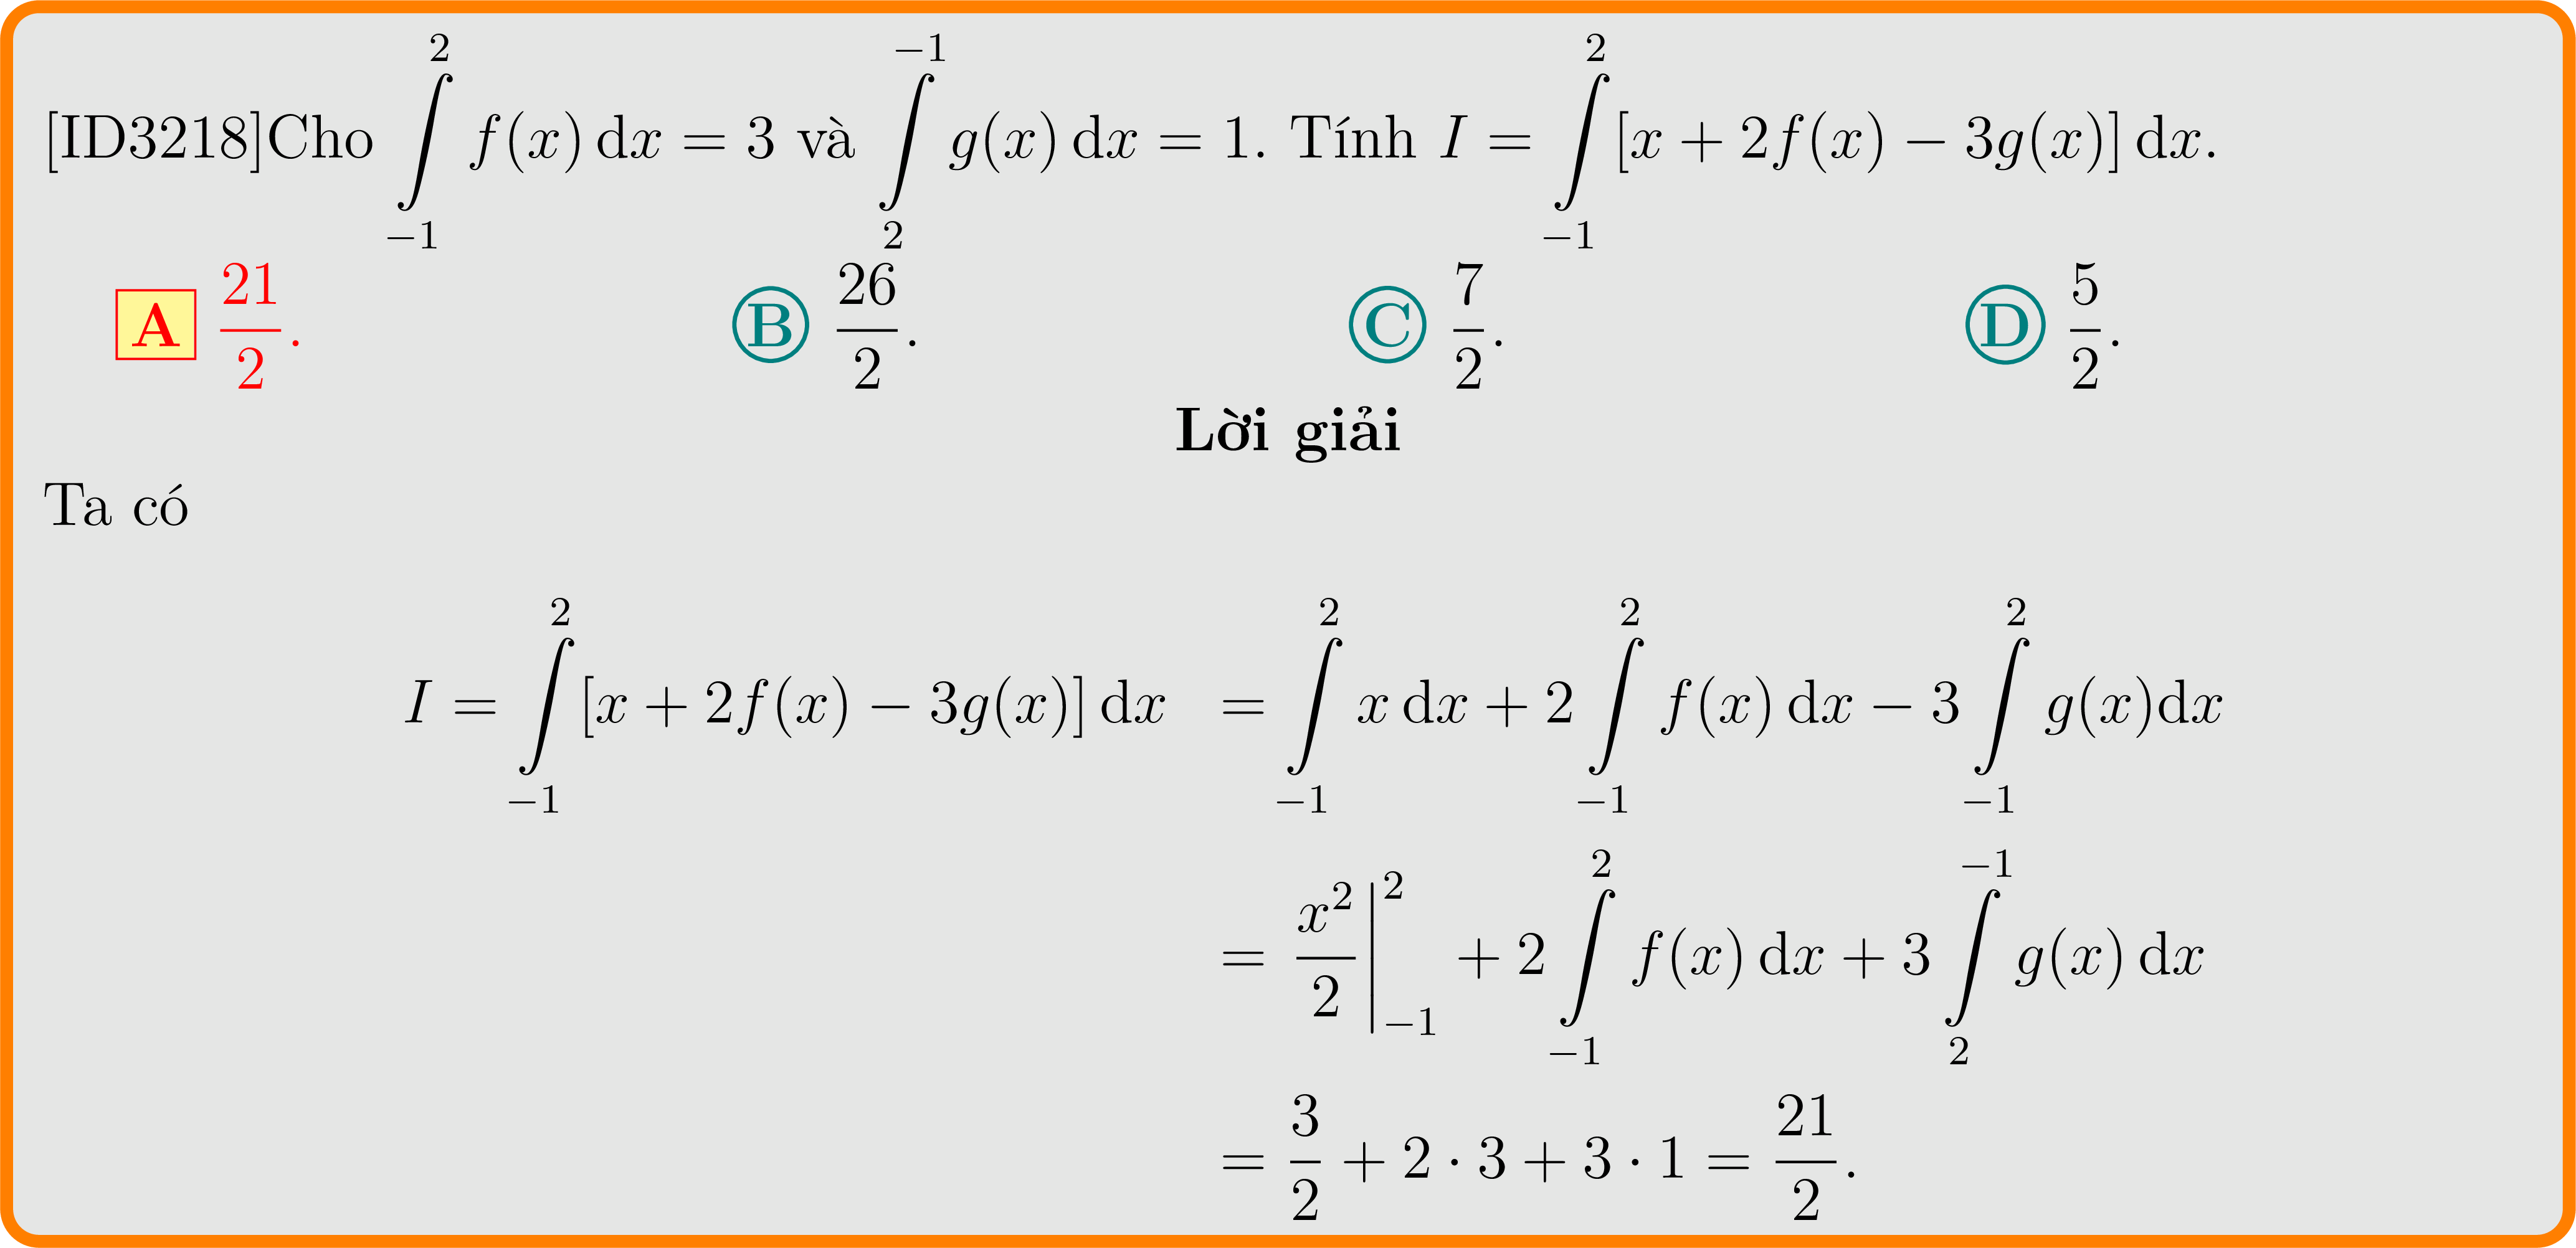 [ID3218]Cho $\int\limits_{-1}^{2} f(x)\,\mathrm{d}x = 3$ và $\int\limits_{2}^{-1} g(x)\,\mathrm{d}x = 1$. Tính $I = \int\limits_{-1}^{2} [x + 2f(x) - 3g(x)]\,\mathrm{d}x$.
A $\frac{21}{2}$. B $\frac{26}{2}$. C $\frac{7}{2}$. D $\frac{5}{2}$.
Lời giải
Ta có
$I = \int\limits_{-1}^{2} [x + 2f(x) - 3g(x)]\,\mathrm{d}x = \int\limits_{-1}^{2} x\,\mathrm{d}x + 2\int\limits_{-1}^{2} f(x)\,\mathrm{d}x - 3\int\limits_{-1}^{2} g(x)\mathrm{d}x$
$= \left.\frac{x^2}{2}\right|_{-1}^{2} + 2\int\limits_{-1}^{2} f(x)\,\mathrm{d}x + 3\int\limits_{2}^{-1} g(x)\,\mathrm{d}x$
$= \frac{3}{2} + 2 \cdot 3 + 3 \cdot 1 = \frac{21}{2}.$